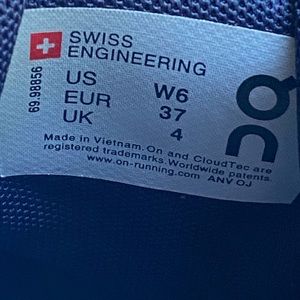 SWISS
ENGINEERING
US W6
EUR 37
UK 4
Made in Vietnam. On and CloudTec are
registered trademarks. Worldwide patents.
www.on-running.com ANV OJ
69.98856